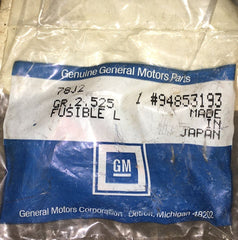 Genuine General Motors Parts
78J2
GR.2.525 1 #94853193
FUSIBLE L MADE
IN
JAPAN
GM
General Motors Corporation, Detroit, Michigan 48202